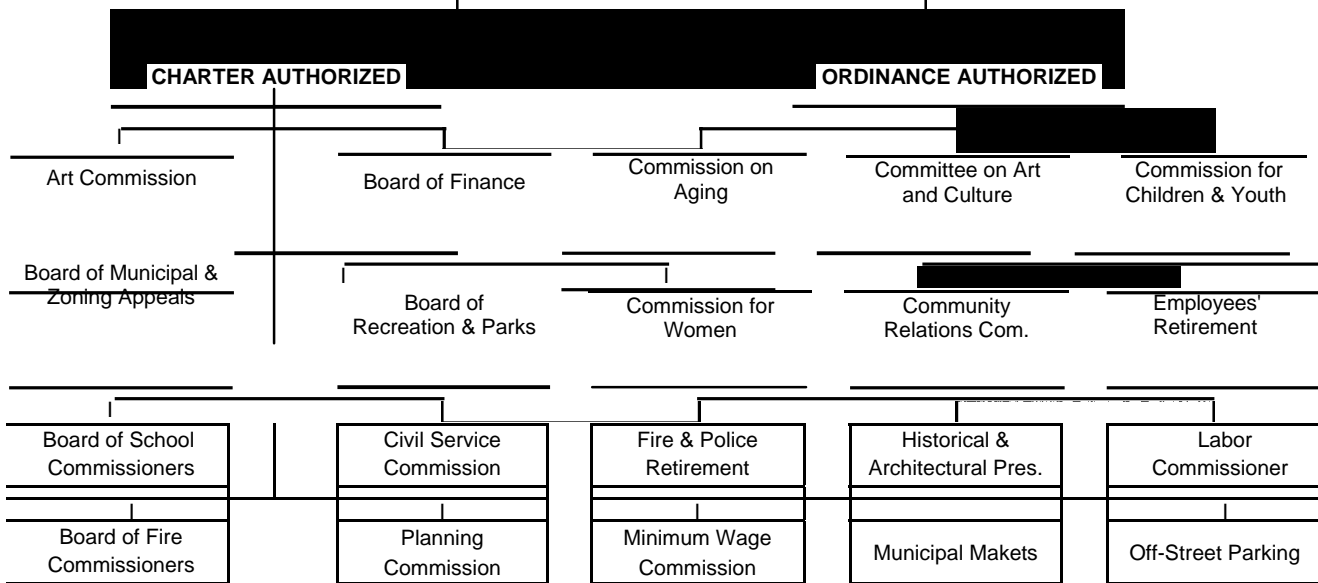 CHARTER AUTHORIZED
ORDINANCE AUTHORIZED
Art Commission
Board of Finance
Commission on
Aging
Committee on Art
and Culture
Commission for
Children & Youth
Board of Municipal &
Zoning Appeals
Board of
Recreation & Parks
Commission for
Women
Community
Relations Com.
Employees'
Retirement
Board of School
Commissioners
Civil Service
Commission
Fire & Police
Retirement
Historical &
Architectural Pres.
Labor
Commissioner
Board of Fire
Commissioners
Planning
Commission
Minimum Wage
Commission
Municipal Makets
Off-Street Parking